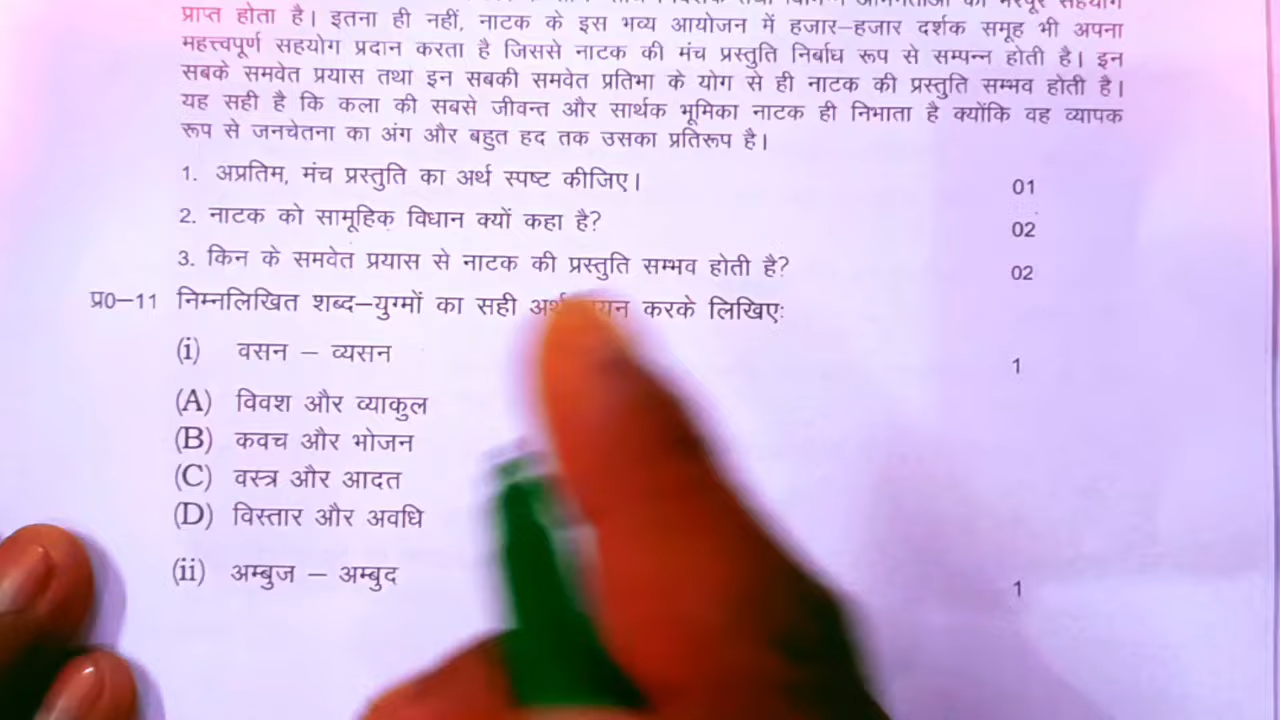 प्राप्त होता है। इतना ही नहीं, नाटक के इस भव्य आयोजन में हजार–हजार दर्शक समूह भी अपना
महत्त्वपूर्ण सहयोग प्रदान करता है जिससे नाटक की मंच प्रस्तुति निर्बाध रूप से सम्पन्न होती है। इन
सबके समवेत प्रयास तथा इन सबकी समवेत प्रतिभा के योग से ही नाटक की प्रस्तुति सम्भव होती है।
यह सही है कि कला की सबसे जीवन्त और सार्थक भूमिका नाटक ही निभाता है क्योंकि वह व्यापक
रूप से जनचेतना का अंग और बहुत हद तक उसका प्रतिरूप है।
1. अप्रतिम, मंच प्रस्तुति का अर्थ स्पष्ट कीजिए। 01
2. नाटक को सामूहिक विधान क्यों कहा है? 02
3. किन के समवेत प्रयास से नाटक की प्रस्तुति सम्भव होती है? 02
प्र0–11 निम्नलिखित शब्द–युग्मों का सही करके लिखिएः
(i) वसन – व्यसन 1
(A) विवश और व्याकुल
(B) कवच और भोजन
(C) वस्त्र और आदत
(D) विस्तार और अवधि
(ii) अम्बुज – अम्बुद 1